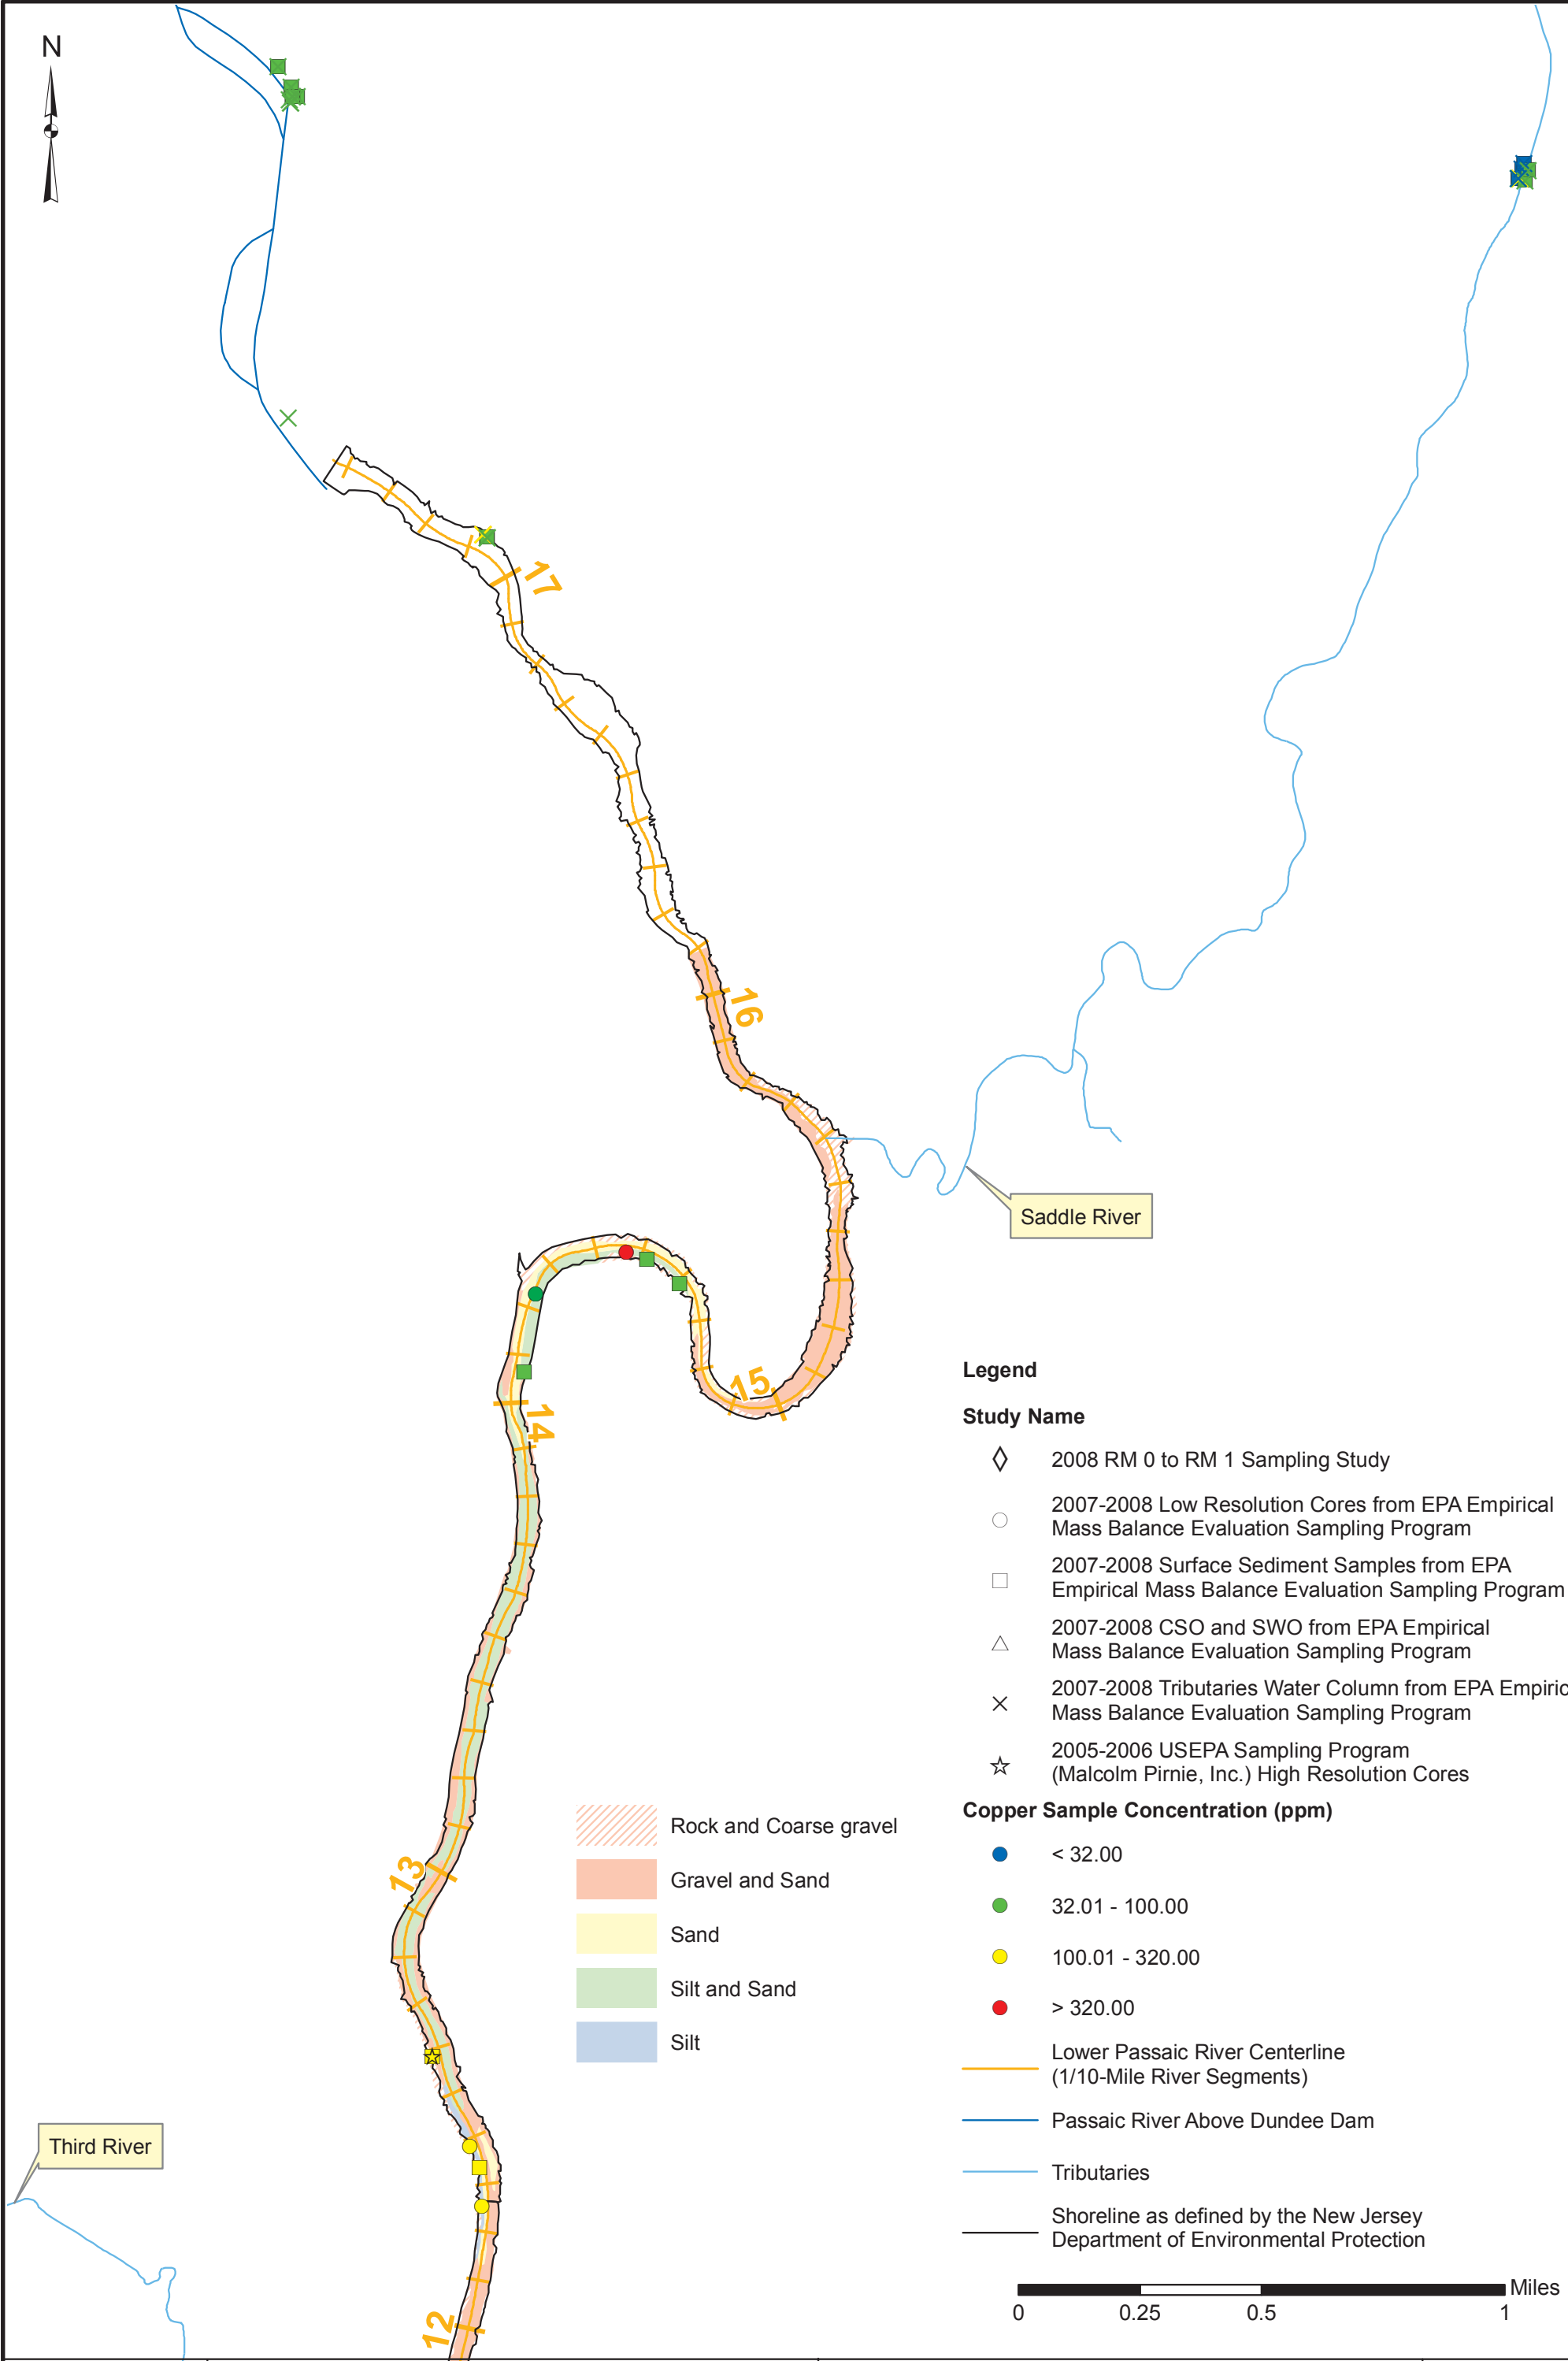 N
17
16
Saddle River
15
14
13
12
Third River
Rock and Coarse gravel
Gravel and Sand
Sand
Silt and Sand
Silt
Legend
Study Name
2008 RM 0 to RM 1 Sampling Study
2007-2008 Low Resolution Cores from EPA Empirical
Mass Balance Evaluation Sampling Program
2007-2008 Surface Sediment Samples from EPA
Empirical Mass Balance Evaluation Sampling Program
2007-2008 CSO and SWO from EPA Empirical
Mass Balance Evaluation Sampling Program
2007-2008 Tributaries Water Column from EPA Empiric
Mass Balance Evaluation Sampling Program
2005-2006 USEPA Sampling Program
(Malcolm Pirnie, Inc.) High Resolution Cores
Copper Sample Concentration (ppm)
< 32.00
32.01 - 100.00
100.01 - 320.00
> 320.00
Lower Passaic River Centerline
(1/10-Mile River Segments)
Passaic River Above Dundee Dam
Tributaries
Shoreline as defined by the New Jersey
Department of Environmental Protection
Miles
0 0.25 0.5 1